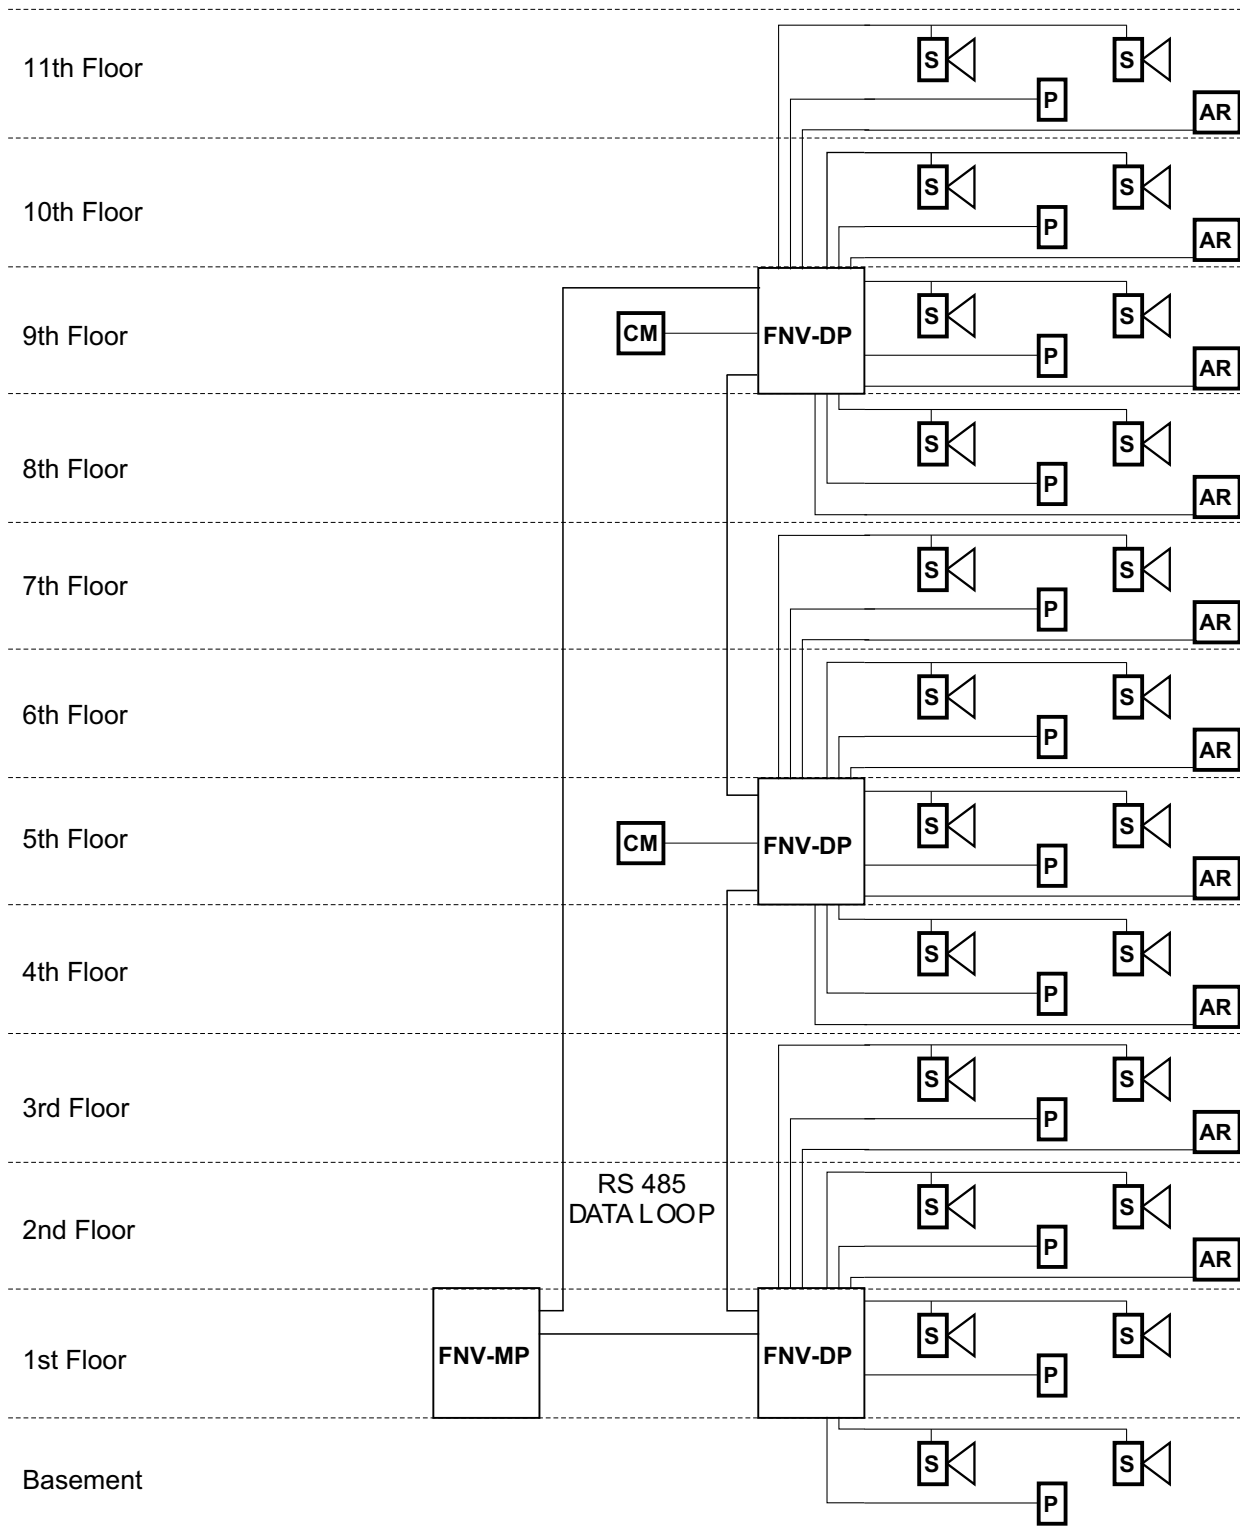 S S
11th Floor
P
AR
S S
10th Floor
P
AR
S S
9th Floor CM FNV-DP
P
AR
S S
8th Floor
P
AR
S S
7th Floor
P
AR
S S
6th Floor
P
AR
S S
5th Floor CM FNV-DP
P
AR
S S
4th Floor
P
AR
S S
3rd Floor
P
AR
RS 485
DATA LOOP
S S
2nd Floor
P
AR
S S
1st Floor FNV-MP FNV-DP
P
S S
Basement
P